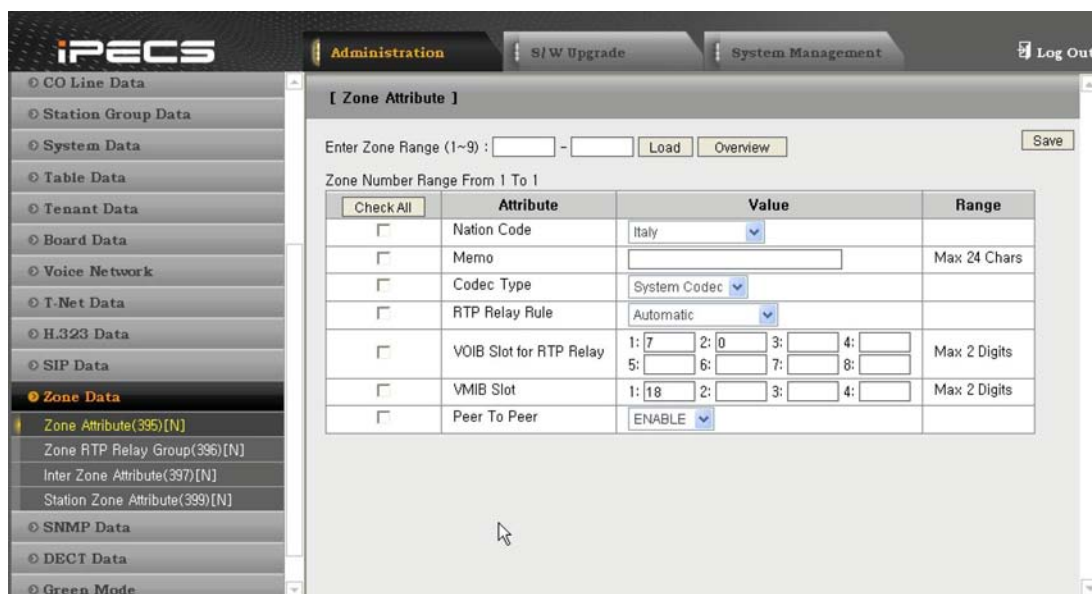 iPECS
Administration
S/W Upgrade
System Management
Log Out
CO Line Data
Station Group Data
System Data
Table Data
Tenant Data
Board Data
Voice Network
T-Net Data
H.323 Data
SIP Data
Zone Data
Zone Attribute(395)[N]
Zone RTP Relay Group(396)[N]
Inter Zone Attribute(397)[N]
Station Zone Attribute(399)[N]
SNMP Data
DECT Data
Green Mode
[ Zone Attribute ]
Enter Zone Range (1~9) : - Load Overview Save
Zone Number Range From 1 To 1
Check All Attribute Value Range
Nation Code Italy
Memo Max 24 Chars
Codec Type System Codec
RTP Relay Rule Automatic
VOIB Slot for RTP Relay 1: 7 2: 0 3: 4: Max 2 Digits
5: 6: 7: 8:
VMIB Slot 1: 18 2: 3: 4: Max 2 Digits
Peer To Peer ENABLE